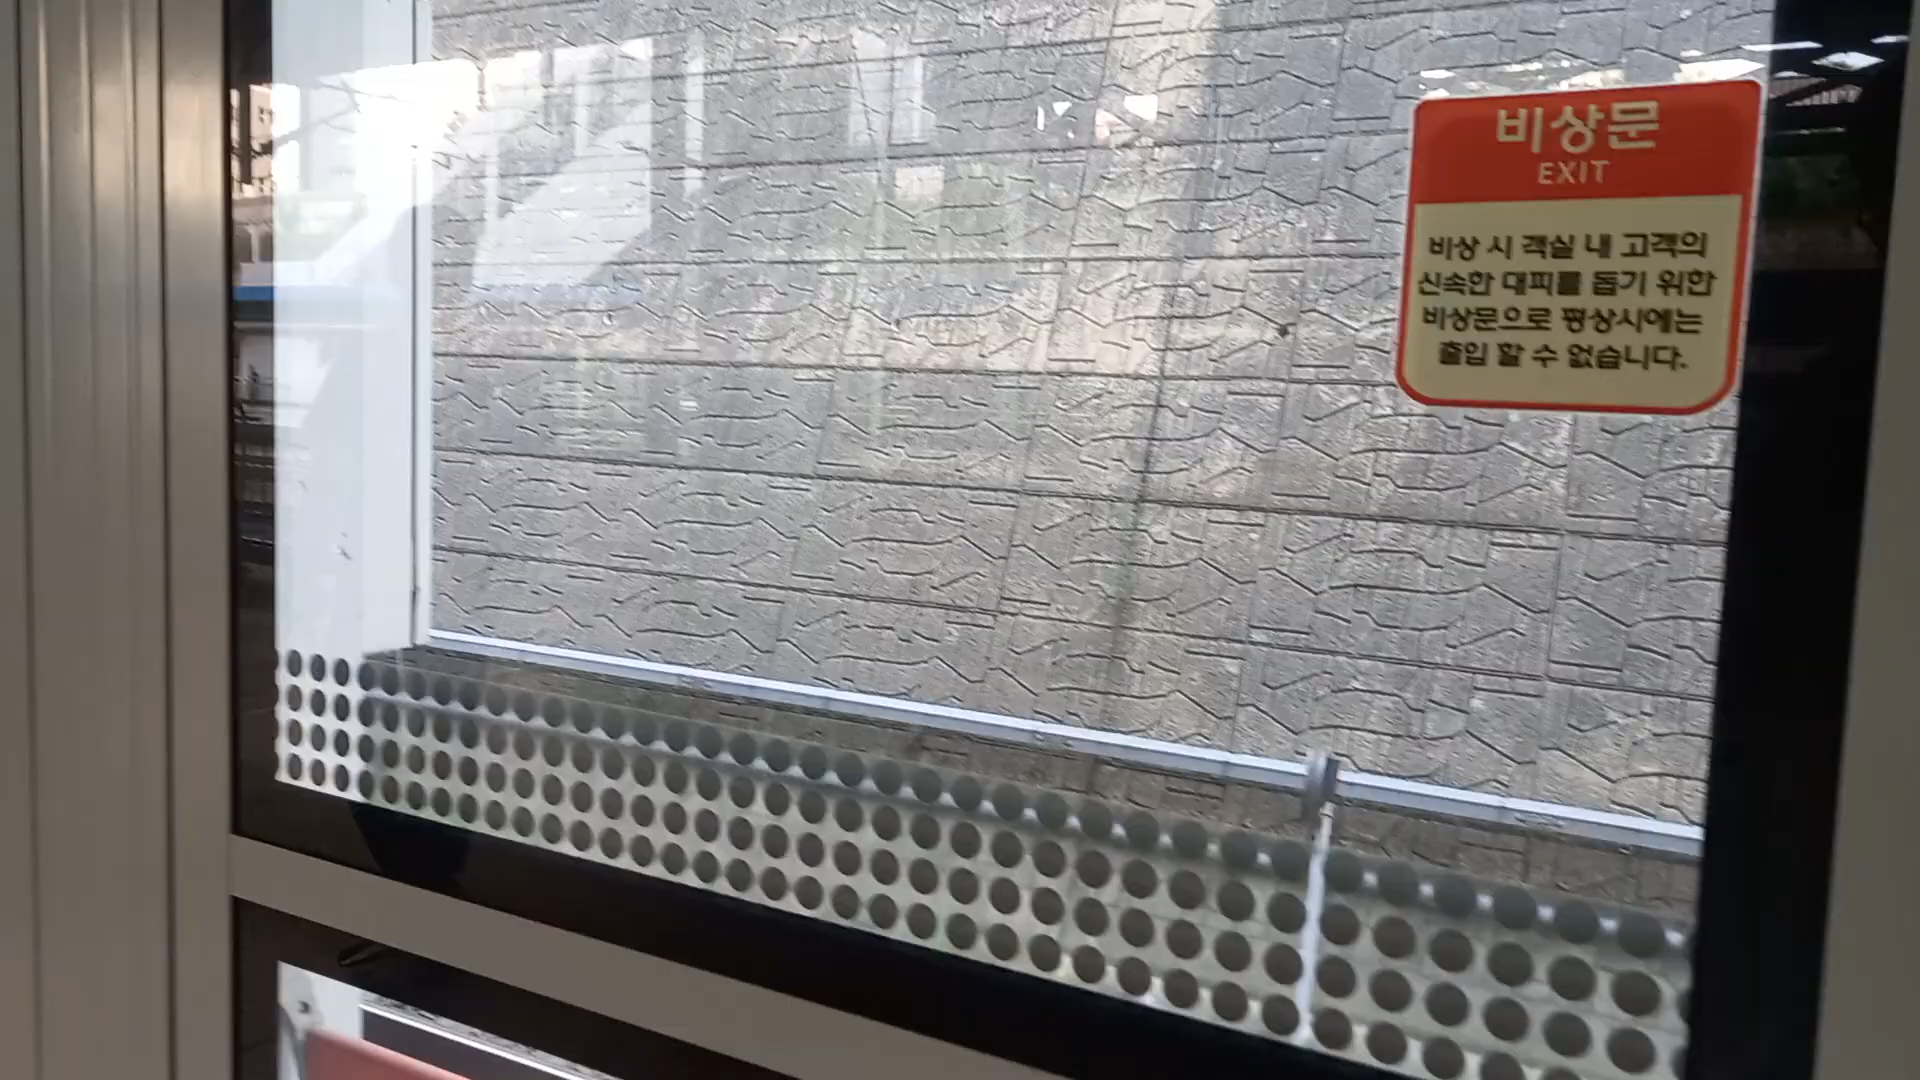 비상문
EXIT
비상 시 객실 내 고객의
신속한 대피를 돕기 위한
비상문으로 평상시에는
출입 할 수 없습니다.